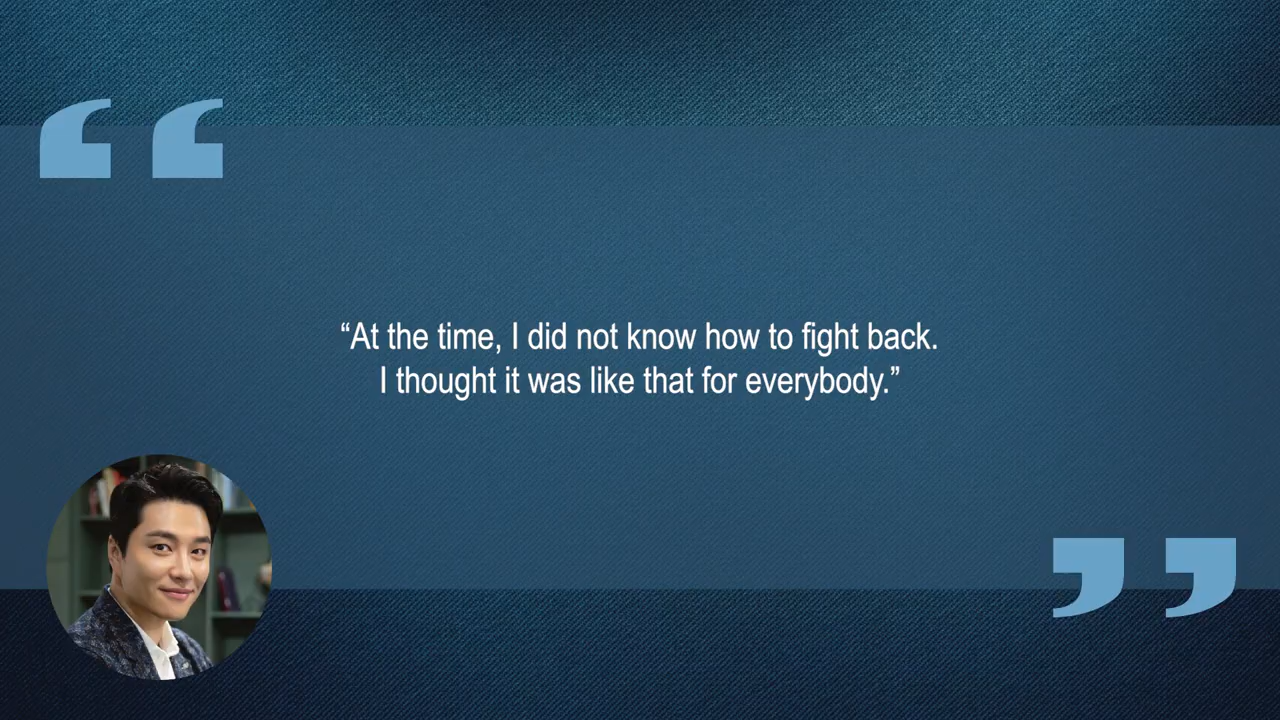 “At the time, I did not know how to fight back.
I thought it was like that for everybody.”